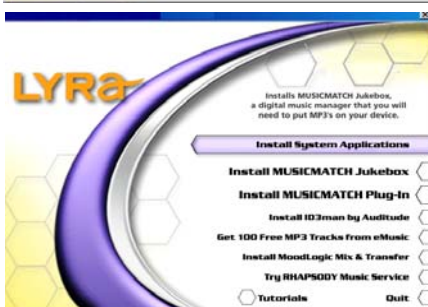 LYRa
Installs MUSICMATCH Jukebox,
a digital music manager that you will
need to put MP3's on your device.
Install System Applications
Install MUSICMATCH Jukebox
Install MUSICMATCH Plug-In
Install ID3man by Auditude
Get 100 Free MP3 Tracks from eMusic
Install MoodLogic Mix & Transfer
Try RHAPSODY Music Service
Tutorials Quit